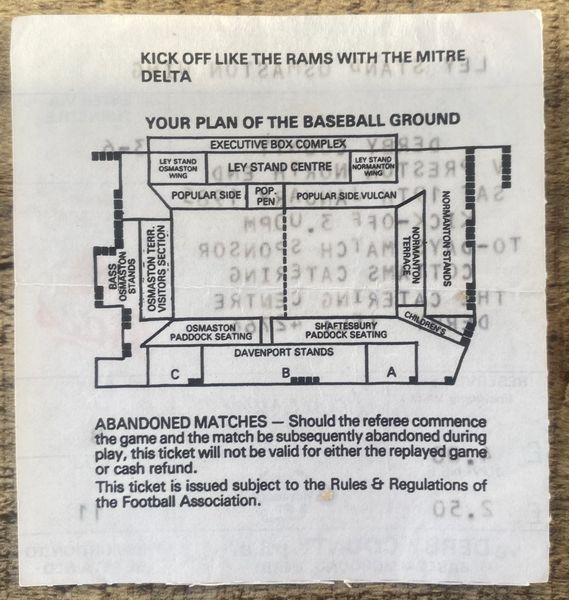 KICK OFF LIKE THE RAMS WITH THE MITRE
DELTA
YOUR PLAN OF THE BASEBALL GROUND
EXECUTIVE BOX COMPLEX
LEY STAND
OSMASTON
WING
LEY STAND CENTRE
LEY STAND
NORMANTON
WING
POPULAR SIDE
POP.
PEN
POPULAR SIDE VULCAN
BASS
OSMASTON
STANDS
OSMASTON TERR.
VISITORS SECTION
NORMANTON
TERRACE
NORMANTON STANDS
CHILDREN'S
OSMASTON
PADDOCK SEATING
SHAFTESBURY
PADDOCK SEATING
DAVENPORT STANDS
C
B
A
ABANDONED MATCHES — Should the referee commence
the game and the match be subsequently abandoned during
play, this ticket will not be valid for either the replayed game
or cash refund.
This ticket is issued subject to the Rules & Regulations of
the Football Association.